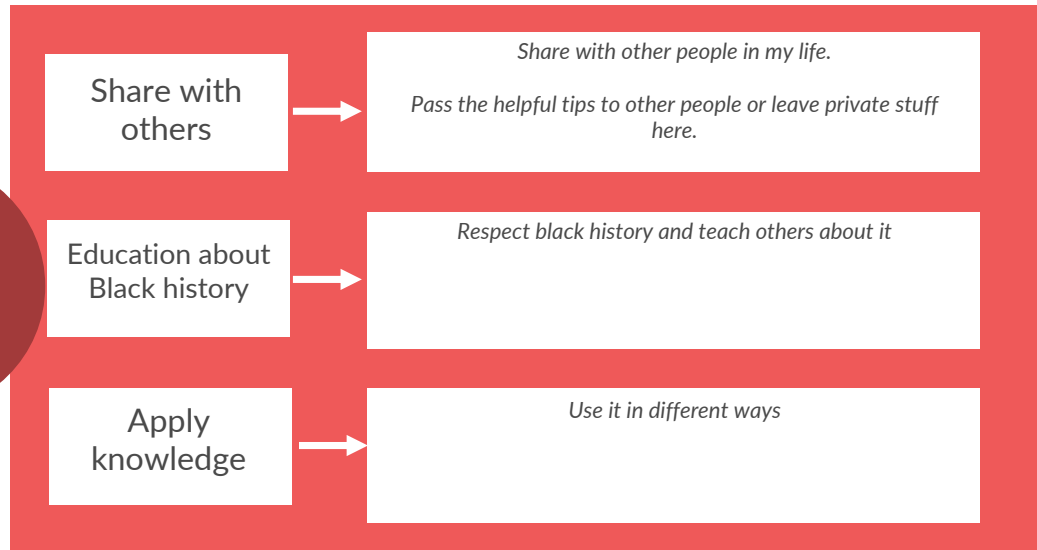 Share with
others
Share with other people in my life.
Pass the helpful tips to other people or leave private stuff
here.
Education about
Black history
Respect black history and teach others about it
Apply
knowledge
Use it in different ways